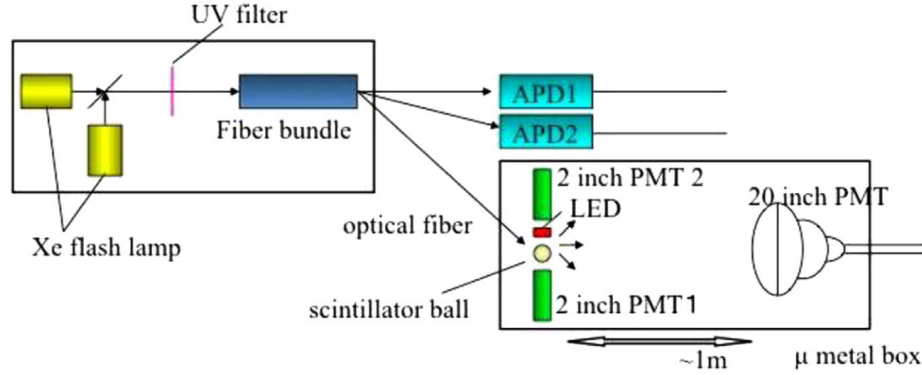 UV filter
APD1
Fiber bundle
APD2
2 inch PMT 2
20 inch PMT
LED
optical fiber
Xe flash lamp
scintillator ball
2 inch PMT1
~1m
μ metal box